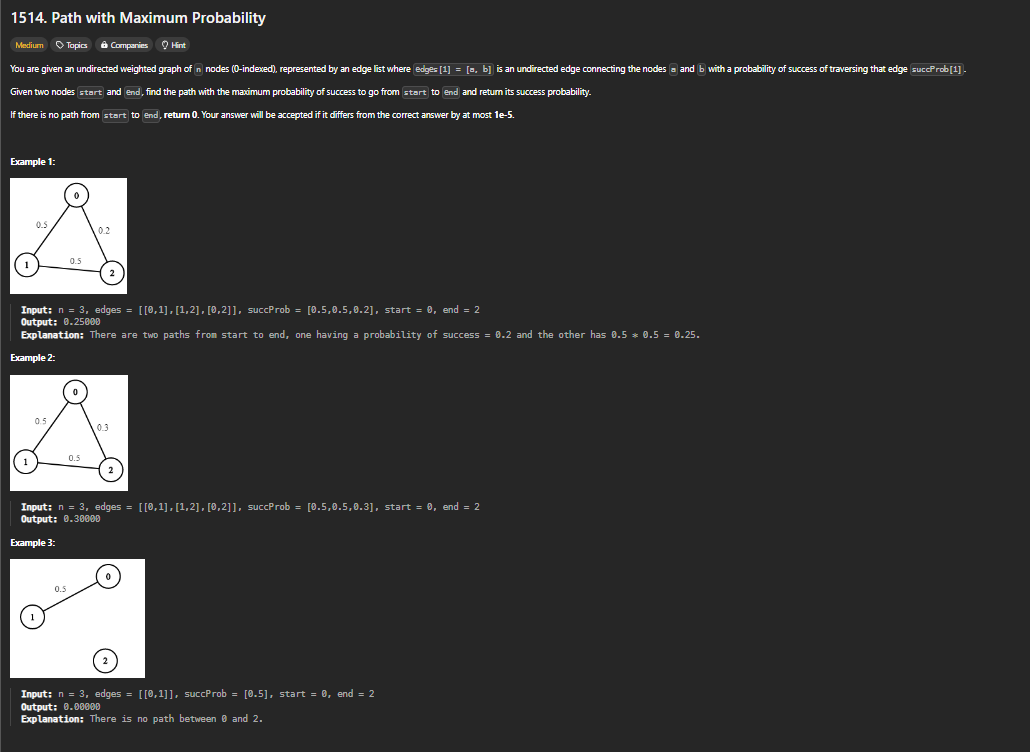 1514. Path with Maximum Probability
Medium Topics Companies Hint
You are given an undirected weighted graph of n nodes (0-indexed), represented by an edge list where edges[i] = [a, b] is an undirected edge connecting the nodes a and b with a probability of success of traversing that edge succProb[i].
Given two nodes start and end, find the path with the maximum probability of success to go from start to end and return its success probability.
If there is no path from start to end, return 0. Your answer will be accepted if it differs from the correct answer by at most 1e-5.
Example 1:
0
0.5
0.2
0.5
1
2
Input: n = 3, edges = [[0,1],[1,2],[0,2]], succProb = [0.5,0.5,0.2], start = 0, end = 2
Output: 0.25000
Explanation: There are two paths from start to end, one having a probability of success = 0.2 and the other has 0.5 * 0.5 = 0.25.
Example 2:
0
0.5
0.3
0.5
1
2
Input: n = 3, edges = [[0,1],[1,2],[0,2]], succProb = [0.5,0.5,0.3], start = 0, end = 2
Output: 0.30000
Example 3:
0
0.5
1
2
Input: n = 3, edges = [[0,1]], succProb = [0.5], start = 0, end = 2
Output: 0.00000
Explanation: There is no path between 0 and 2.